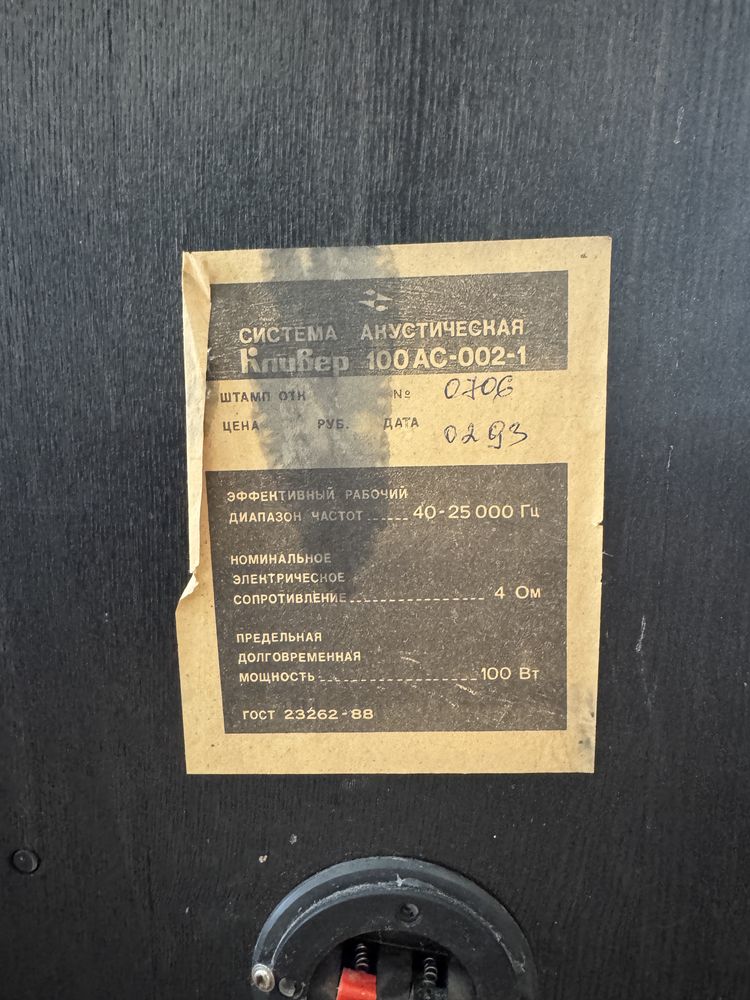 СИСТЕМА АКУСТИЧЕСКАЯ
Кливер 100АС-002-1
ШТАМП ОТК № 0706
ЦЕНА РУБ. ДАТА 0293
ЭФФЕКТИВНЫЙ РАБОЧИЙ
ДИАПАЗОН ЧАСТОТ 40-25 000 Гц
НОМИНАЛЬНОЕ
ЭЛЕКТРИЧЕСКОЕ
СОПРОТИВЛЕНИЕ 4 Ом
ПРЕДЕЛЬНАЯ
ДОЛГОВРЕМЕННАЯ
МОЩНОСТЬ 100 Вт
ГОСТ 23262-88